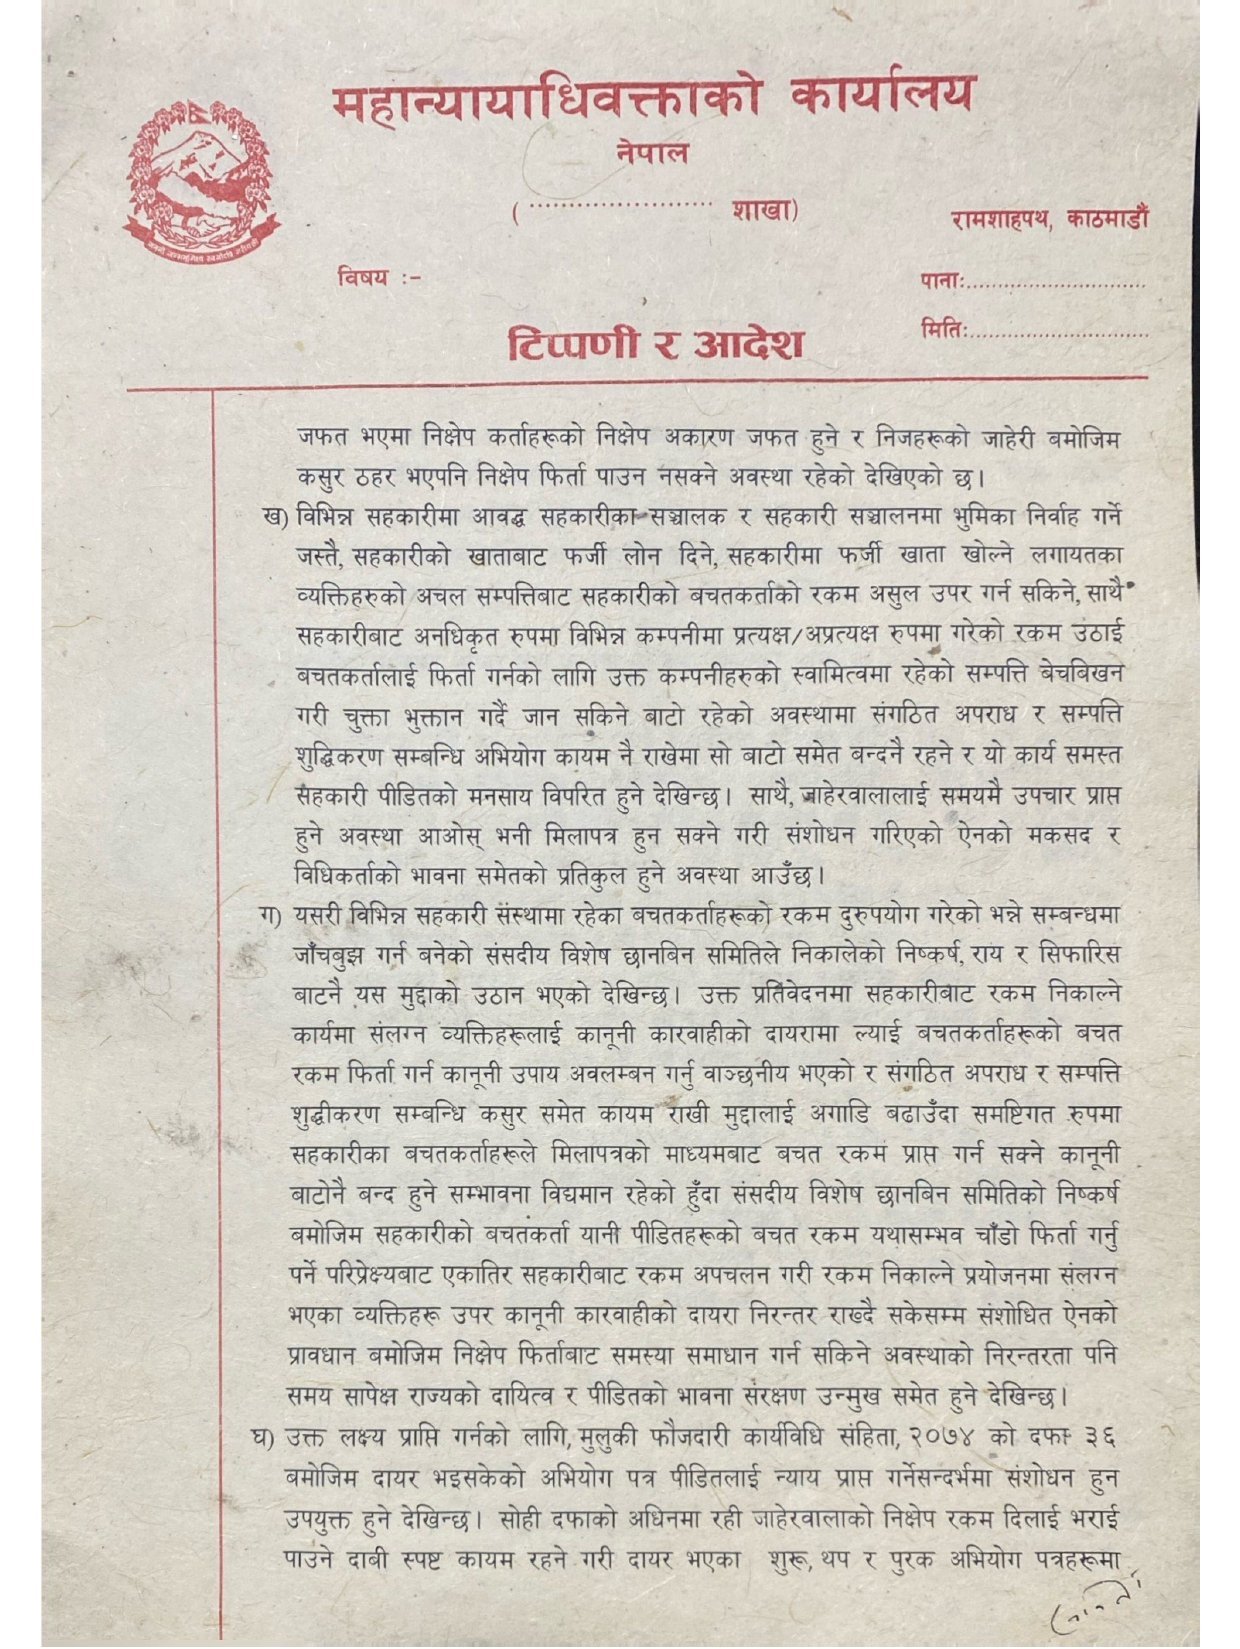 महान्यायाधिवक्ताको कार्यालय
नेपाल
( ........................ शाखा)
रामशाहपथ, काठमाडौं
विषय :-
पानाः..............................
टिप्पणी र आदेश
मितिः..............................
जफत भएमा निक्षेप कर्ताहरूको निक्षेप अकारण जफत हुने र निजहरूको जाहेरी बमोजिम
कसुर ठहर भएपनि निक्षेप फिर्ता पाउन नसक्ने अवस्था रहेको देखिएको छ।
ख) विभिन्न सहकारीमा आवद्ध सहकारीका सञ्चालक र सहकारी सञ्चालनमा भुमिका निर्वाह गर्ने
जस्तै, सहकारीको खाताबाट फर्जी लोन दिने, सहकारीमा फर्जी खाता खोल्ने लगायतका
व्यक्तिहरुको अचल सम्पत्तिबाट सहकारीको बचतकर्ताको रकम असुल उपर गर्न सकिने, साथै
सहकारीबाट अनधिकृत रुपमा विभिन्न कम्पनीमा प्रत्यक्ष/अप्रत्यक्ष रुपमा गरेको रकम उठाई
बचतकर्तालाई फिर्ता गर्नको लागि उक्त कम्पनीहरुको स्वामित्वमा रहेको सम्पत्ति बेचबिखन
गरी चुक्ता भुक्तान गर्दै जान सकिने बाटो रहेको अवस्थामा संगठित अपराध र सम्पत्ति
शुद्धिकरण सम्बन्धि अभियोग कायम नै राखेमा सो बाटो समेत बन्दनै रहने र यो कार्य समस्त
सहकारी पीडितको मनसाय विपरित हुने देखिन्छ। साथै, जाहेरवालालाई समयमै उपचार प्राप्त
हुने अवस्था आओस् भनी मिलापत्र हुन सक्ने गरी संशोधन गरिएको ऐनको मकसद र
विधिकर्ताको भावना समेतको प्रतिकुल हुने अवस्था आउँछ।
ग) यसरी विभिन्न सहकारी संस्थामा रहेका बचतकर्ताहरूको रकम दुरुपयोग गरेको भन्ने सम्बन्धमा
जाँचबुझ गर्न बनेको संसदीय विशेष छानबिन समितिले निकालेको निष्कर्ष, राय र सिफारिस
बाटनै यस मुद्दाको उठान भएको देखिन्छ। उक्त प्रतिवेदनमा सहकारीबाट रकम निकाल्ने
कार्यमा संलग्न व्यक्तिहरूलाई कानूनी कारवाहीको दायरामा ल्याई बचतकर्ताहरूको बचत
रकम फिर्ता गर्न कानूनी उपाय अवलम्बन गर्नु वाञ्छनीय भएको र संगठित अपराध र सम्पत्ति
शुद्धीकरण सम्बन्धि कसुर समेत कायम राखी मुद्दालाई अगाडि बढाउँदा समष्टिगत रुपमा
सहकारीका बचतकर्ताहरूले मिलापत्रको माध्यमबाट बचत रकम प्राप्त गर्न सक्ने कानूनी
बाटोनै बन्द हुने सम्भावना विद्यमान रहेको हुँदा संसदीय विशेष छानबिन समितिको निष्कर्ष
बमोजिम सहकारीको बचतकर्ता यानी पीडितहरूको बचत रकम यथासम्भव चाँडो फिर्ता गर्नु
पर्ने परिप्रेक्ष्यबाट एकातिर सहकारीबाट रकम अपचलन गरी रकम निकाल्ने प्रयोजनमा संलग्न
भएका व्यक्तिहरू उपर कानूनी कारवाहीको दायरा निरन्तर राख्दै सकेसम्म संशोधित ऐनको
प्रावधान बमोजिम निक्षेप फिर्ताबाट समस्या समाधान गर्न सकिने अवस्थाको निरन्तरता पनि
समय सापेक्ष राज्यको दायित्व र पीडितको भावना संरक्षण उन्मुख समेत हुने देखिन्छ।
घ) उक्त लक्ष्य प्राप्ति गर्नको लागि, मुलुकी फौजदारी कार्यविधि संहिता, २०७४ को दफा ३६
बमोजिम दायर भइसकेको अभियोग पत्र पीडितलाई न्याय प्राप्त गर्नेसन्दर्भमा संशोधन हुन
उपयुक्त हुने देखिन्छ। सोही दफाको अधिनमा रही जाहेरवालाको निक्षेप रकम दिलाई भराई
पाउने दाबी स्पष्ट कायम रहने गरी दायर भएका शुरू, थप र पुरक अभियोग पत्रहरूमा